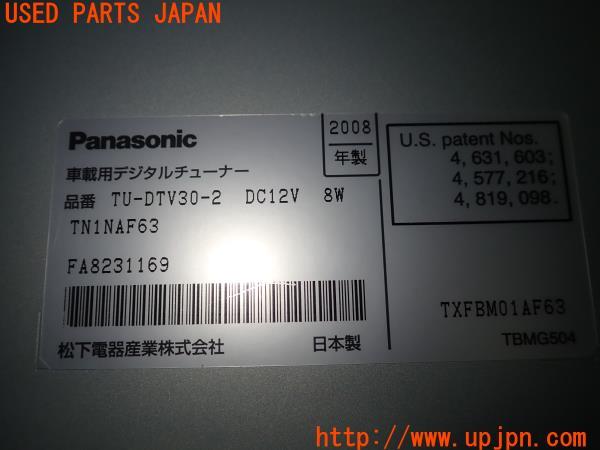 USED PARTS JAPAN
Panasonic
2008
年製
車載用デジタルチューナー
品番 TU-DTV30-2 DC12V 8W
TN1NAF63
FA8231169
松下電器産業株式会社 日本製
U.S. patent Nos.
4,631,603;
4,577,216;
4,819,098.
TXFBM01AF63
TBMG504
http://www.upjpn.com